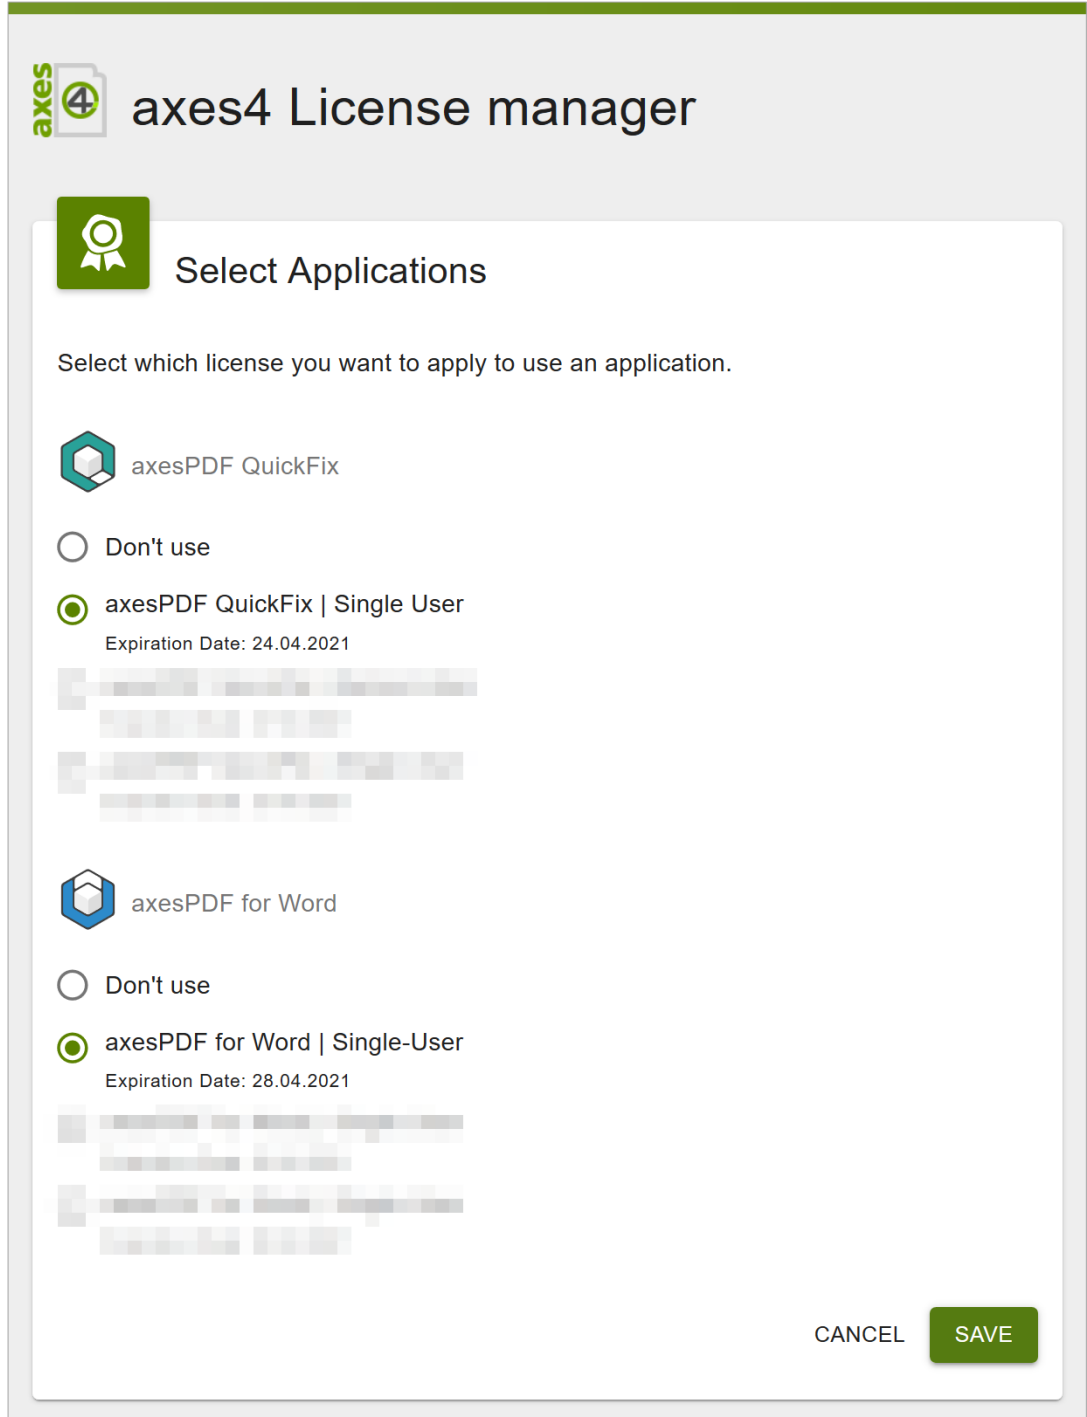 axes4
axes4 License manager
Select Applications
Select which license you want to apply to use an application.
axesPDF QuickFix
Don't use
axesPDF QuickFix | Single User
Expiration Date: 24.04.2021
axesPDF for Word
Don't use
axesPDF for Word | Single-User
Expiration Date: 28.04.2021
CANCEL
SAVE